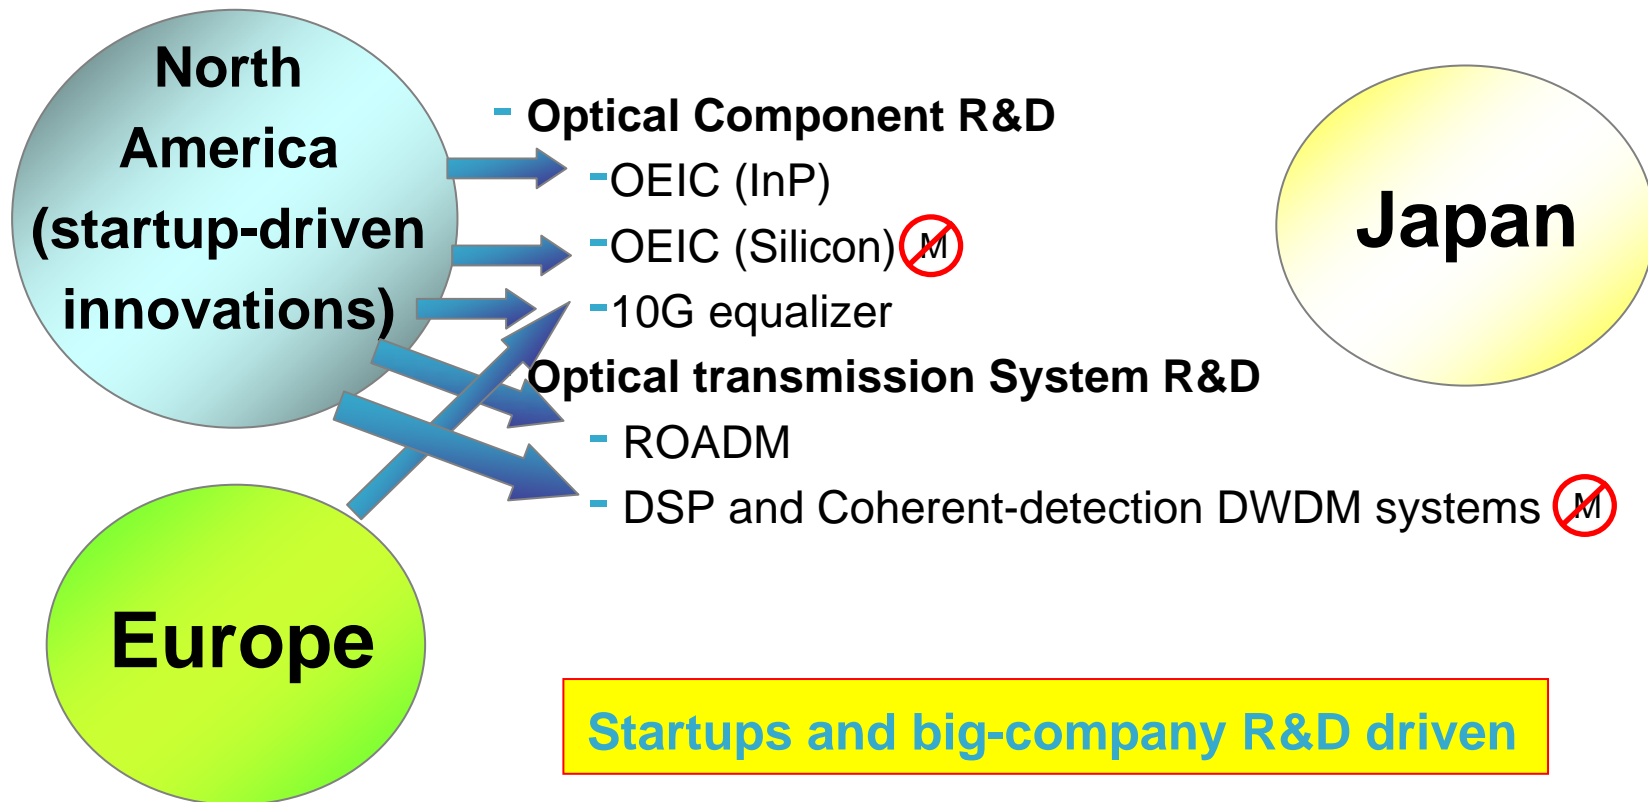 North
America
(startup-driven
innovations)
- Optical Component R&D
-OEIC (InP)
-OEIC (Silicon) M
-10G equalizer
Optical transmission System R&D
- ROADM
- DSP and Coherent-detection DWDM systems M
Japan
Europe
Startups and big-company R&D driven